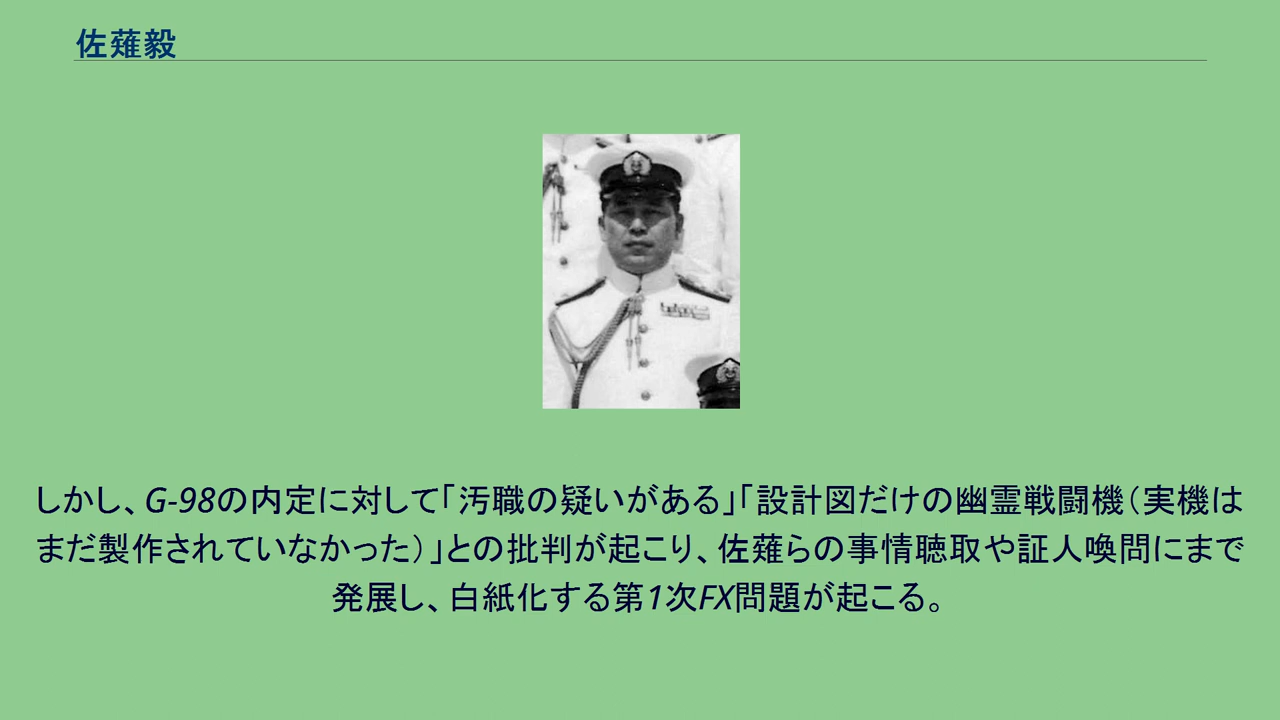 佐薙毅
しかし、G-98の内定に対して「汚職の疑いがある」「設計図だけの幽霊戦闘機（実機は
まだ製作されていなかった）」との批判が起こり、佐薙らの事情聴取や証人喚問にまで
発展し、白紙化する第1次FX問題が起こる。